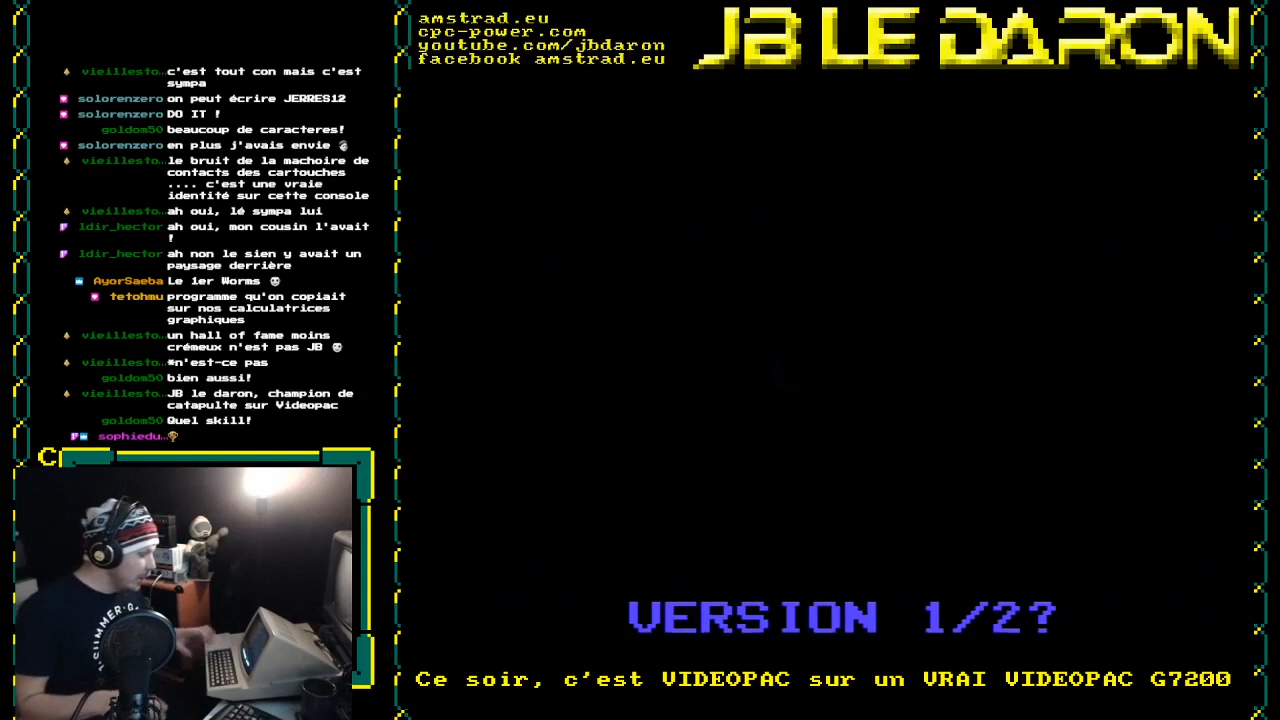 amstrad.eu
cpc-power.com
youtube.com/jbdaron
facebook amstrad.eu
JB LE DARON
vieillesto… c'est tout con mais c'est
sympa
solorenzero on peut écrire JERRES12
solorenzero DO IT !
goldom50 beaucoup de caracteres!
solorenzero en plus j'avais envie
vieillesto… le bruit de la machoire de
contacts des cartouches
.... c'est une vraie
identité sur cette console
vieillesto… ah oui, lé sympa lui
ldir_hector ah oui, mon cousin l'avait
!
ldir_hector ah non le sien y avait un
paysage derrière
AyorSaeba Le 1er Worms
tetohmu programme qu'on copiait
sur nos calculatrices
graphiques
vieillesto… un hall of fame moins
crémeux n'est pas JB
vieillesto… *n'est-ce pas
goldom50 bien aussi!
vieillesto… JB le daron, champion de
catapulte sur Videopac
goldom50 Quel skill!
sophiedu…
C
SUMMER·G
VERSION 1/2?
Ce soir, c'est VIDEOPAC sur un VRAI VIDEOPAC G7200